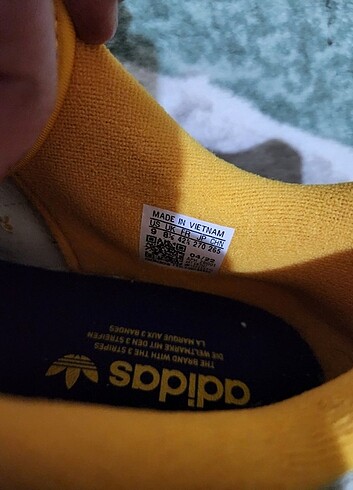 MADE IN VIETNAM
US UK FR JP CHN
9 8½ 42⅔ 270 265
04/22
adidas
THE BRAND WITH THE 3 STRIPES
DIE WELTMARKE MIT DEN 3 STREIFEN
LA MARQUE AUX 3 BANDES